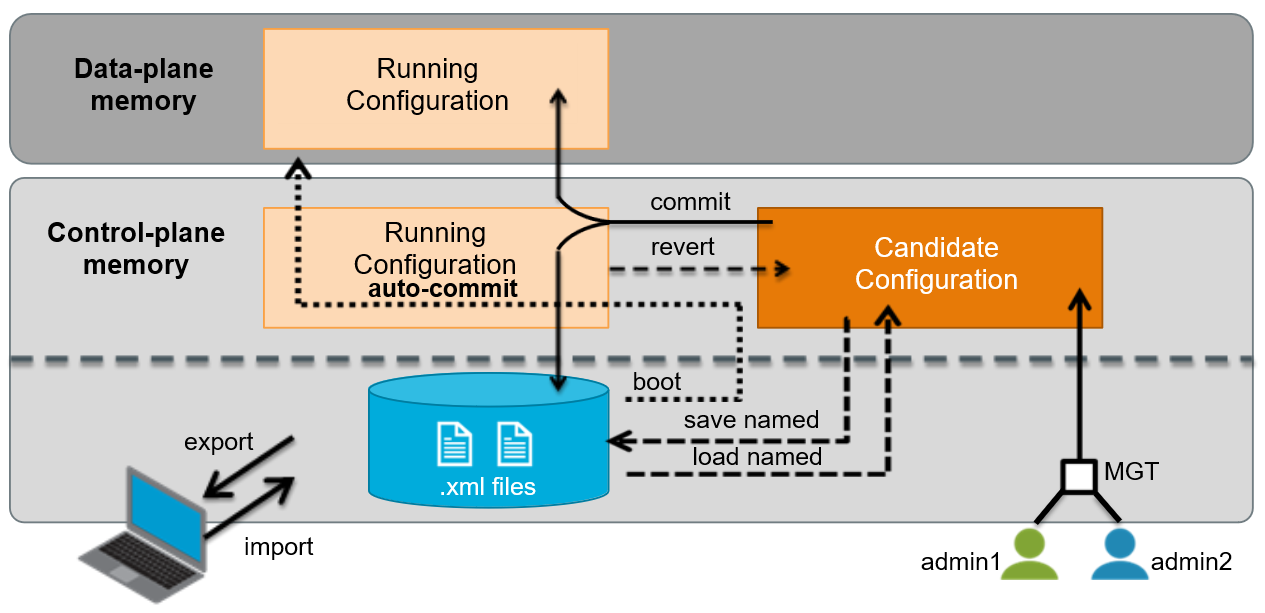 Data-plane
memory
Running
Configuration
Control-plane
memory
Running
Configuration
auto-commit
commit
revert
Candidate
Configuration
boot
save named
load named
.xml files
export
import
MGT
admin1
admin2